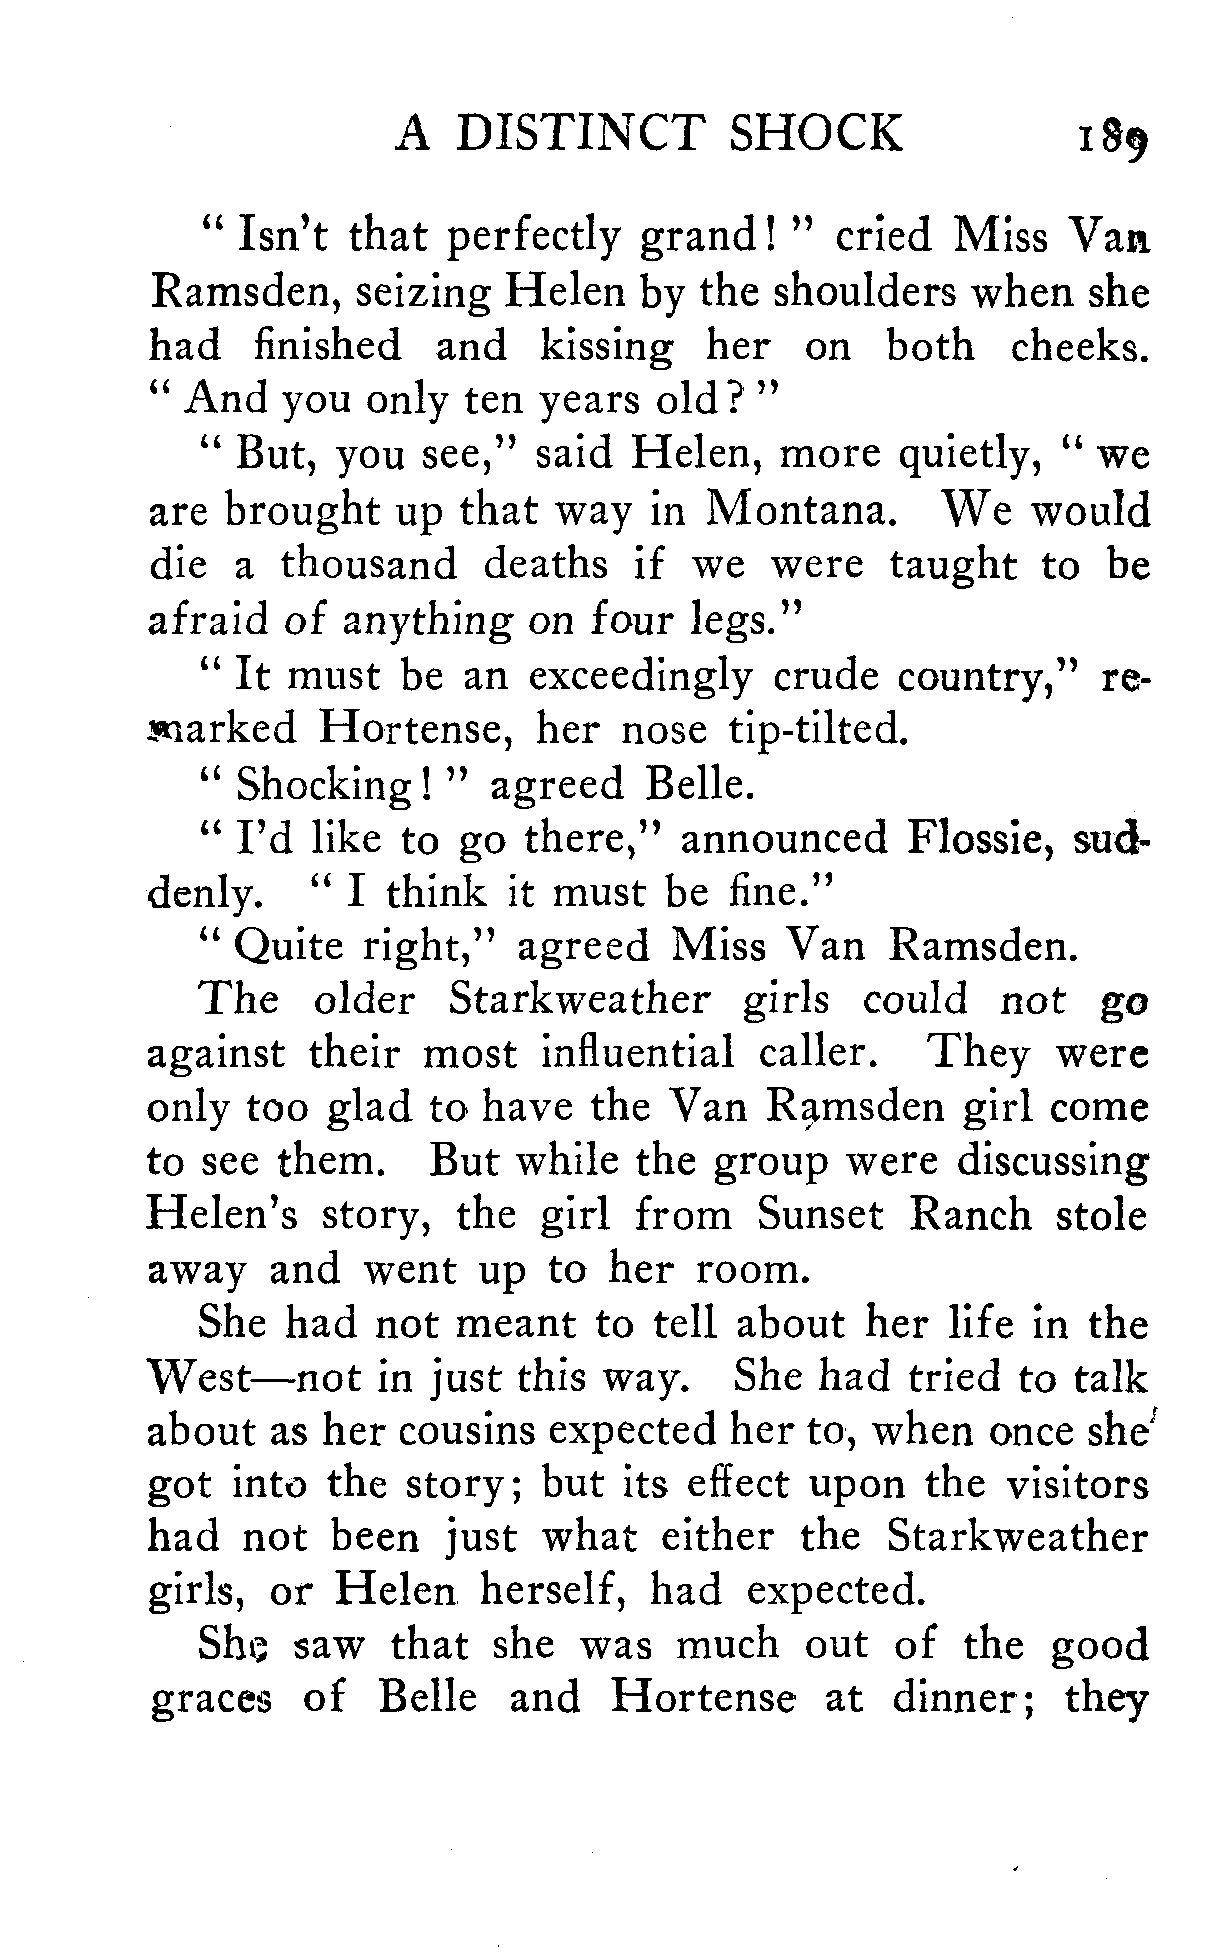 A DISTINCT SHOCK 189
" Isn't that perfectly grand! " cried Miss Van
Ramsden, seizing Helen by the shoulders when she
had finished and kissing her on both cheeks.
" And you only ten years old? "
" But, you see," said Helen, more quietly, " we
are brought up that way in Montana. We would
die a thousand deaths if we were taught to be
afraid of anything on four legs."
" It must be an exceedingly crude country," re-
marked Hortense, her nose tip-tilted.
" Shocking! " agreed Belle.
" I'd like to go there," announced Flossie, sud-
denly. " I think it must be fine."
" Quite right," agreed Miss Van Ramsden.
The older Starkweather girls could not go
against their most influential caller. They were
only too glad to have the Van Ramsden girl come
to see them. But while the group were discussing
Helen's story, the girl from Sunset Ranch stole
away and went up to her room.
She had not meant to tell about her life in the
West—not in just this way. She had tried to talk
about as her cousins expected her to, when once she
got into the story; but its effect upon the visitors
had not been just what either the Starkweather
girls, or Helen herself, had expected.
She saw that she was much out of the good
graces of Belle and Hortense at dinner; they